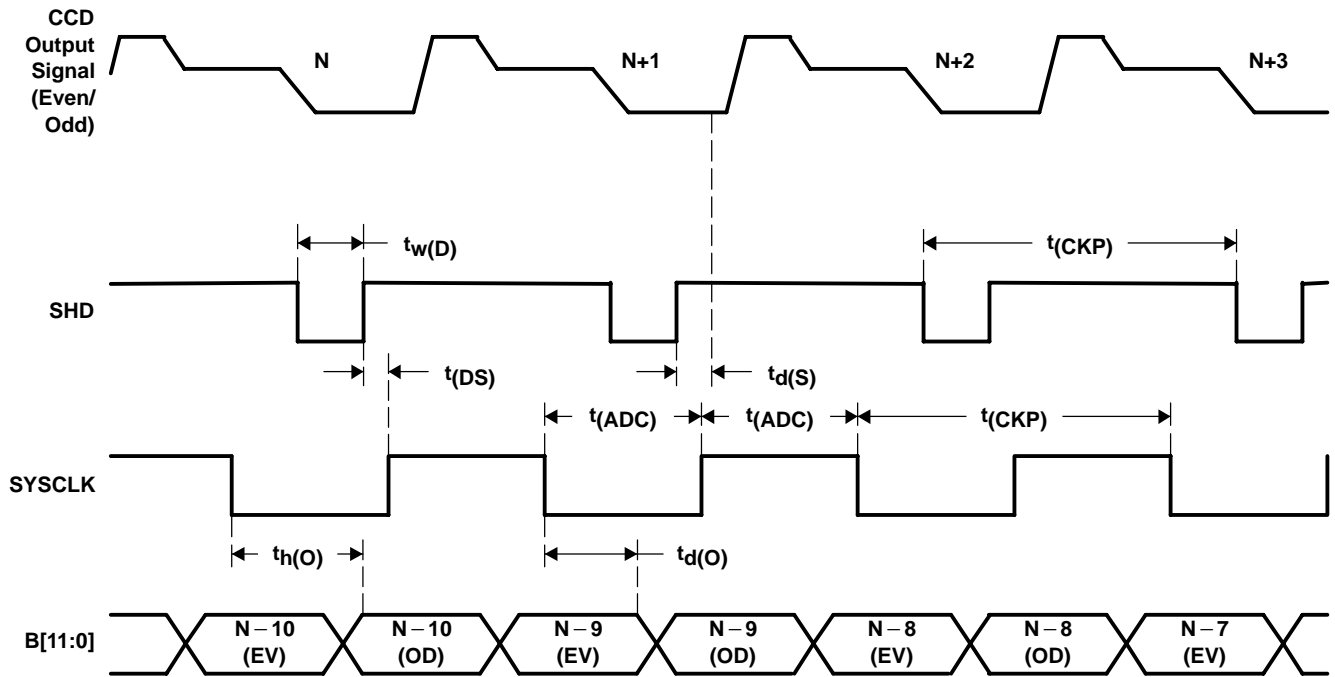 CCD
Output
Signal
(Even/
Odd)
N
N+1
N+2
N+3
tw(D)
t(CKP)
SHD
t(DS)
td(S)
t(ADC)
t(ADC)
t(CKP)
SYSCLK
th(O)
td(O)
B[11:0]
N−10
(EV)
N−10
(OD)
N−9
(EV)
N−9
(OD)
N−8
(EV)
N−8
(OD)
N−7
(EV)